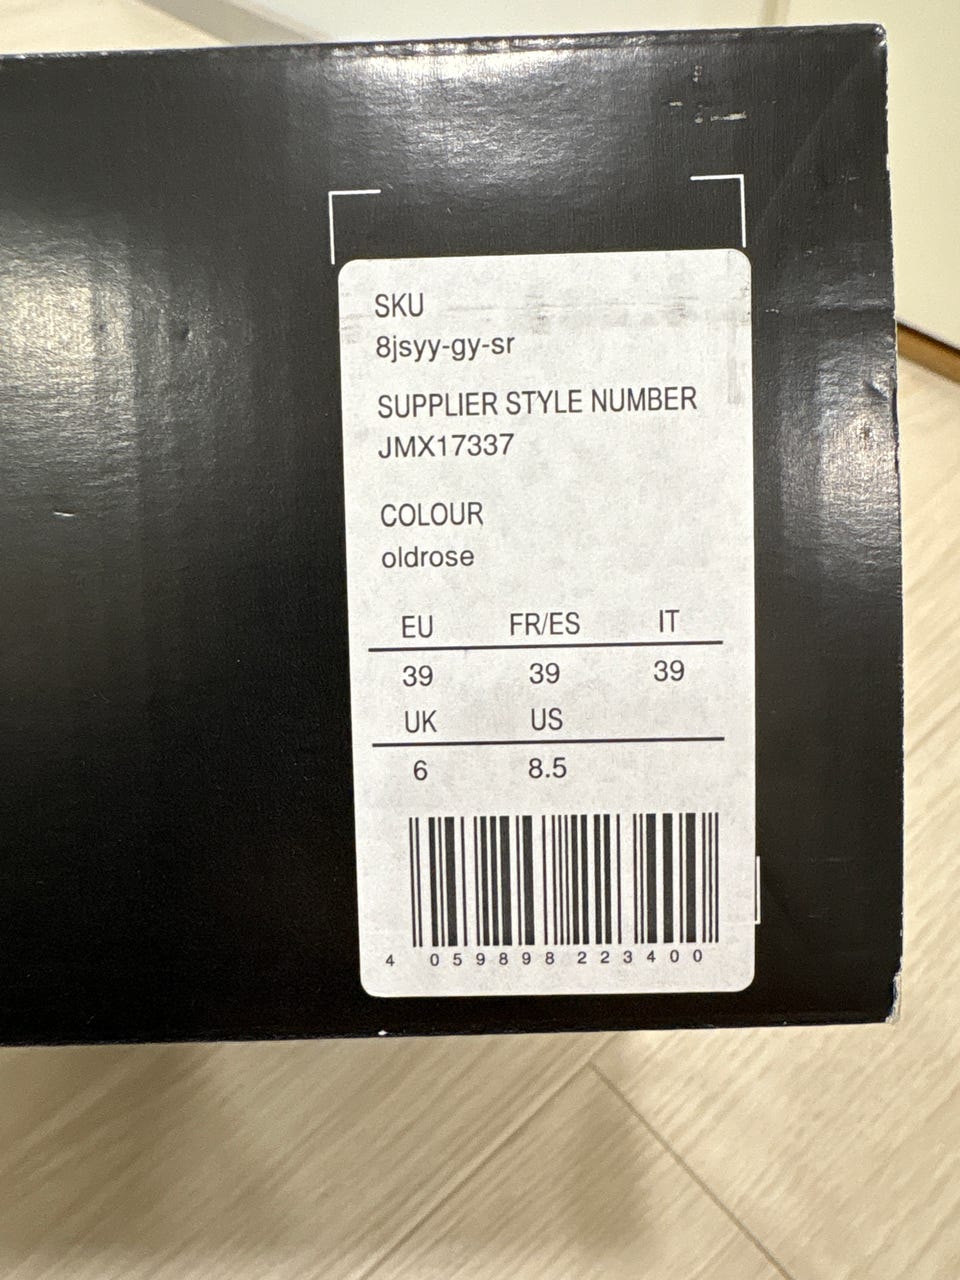 SKU
8jsyy-gy-sr
SUPPLIER STYLE NUMBER
JMX17337
COLOUR
oldrose
EU FR/ES IT
39 39 39
UK US
6 8.5
4 059898 223400